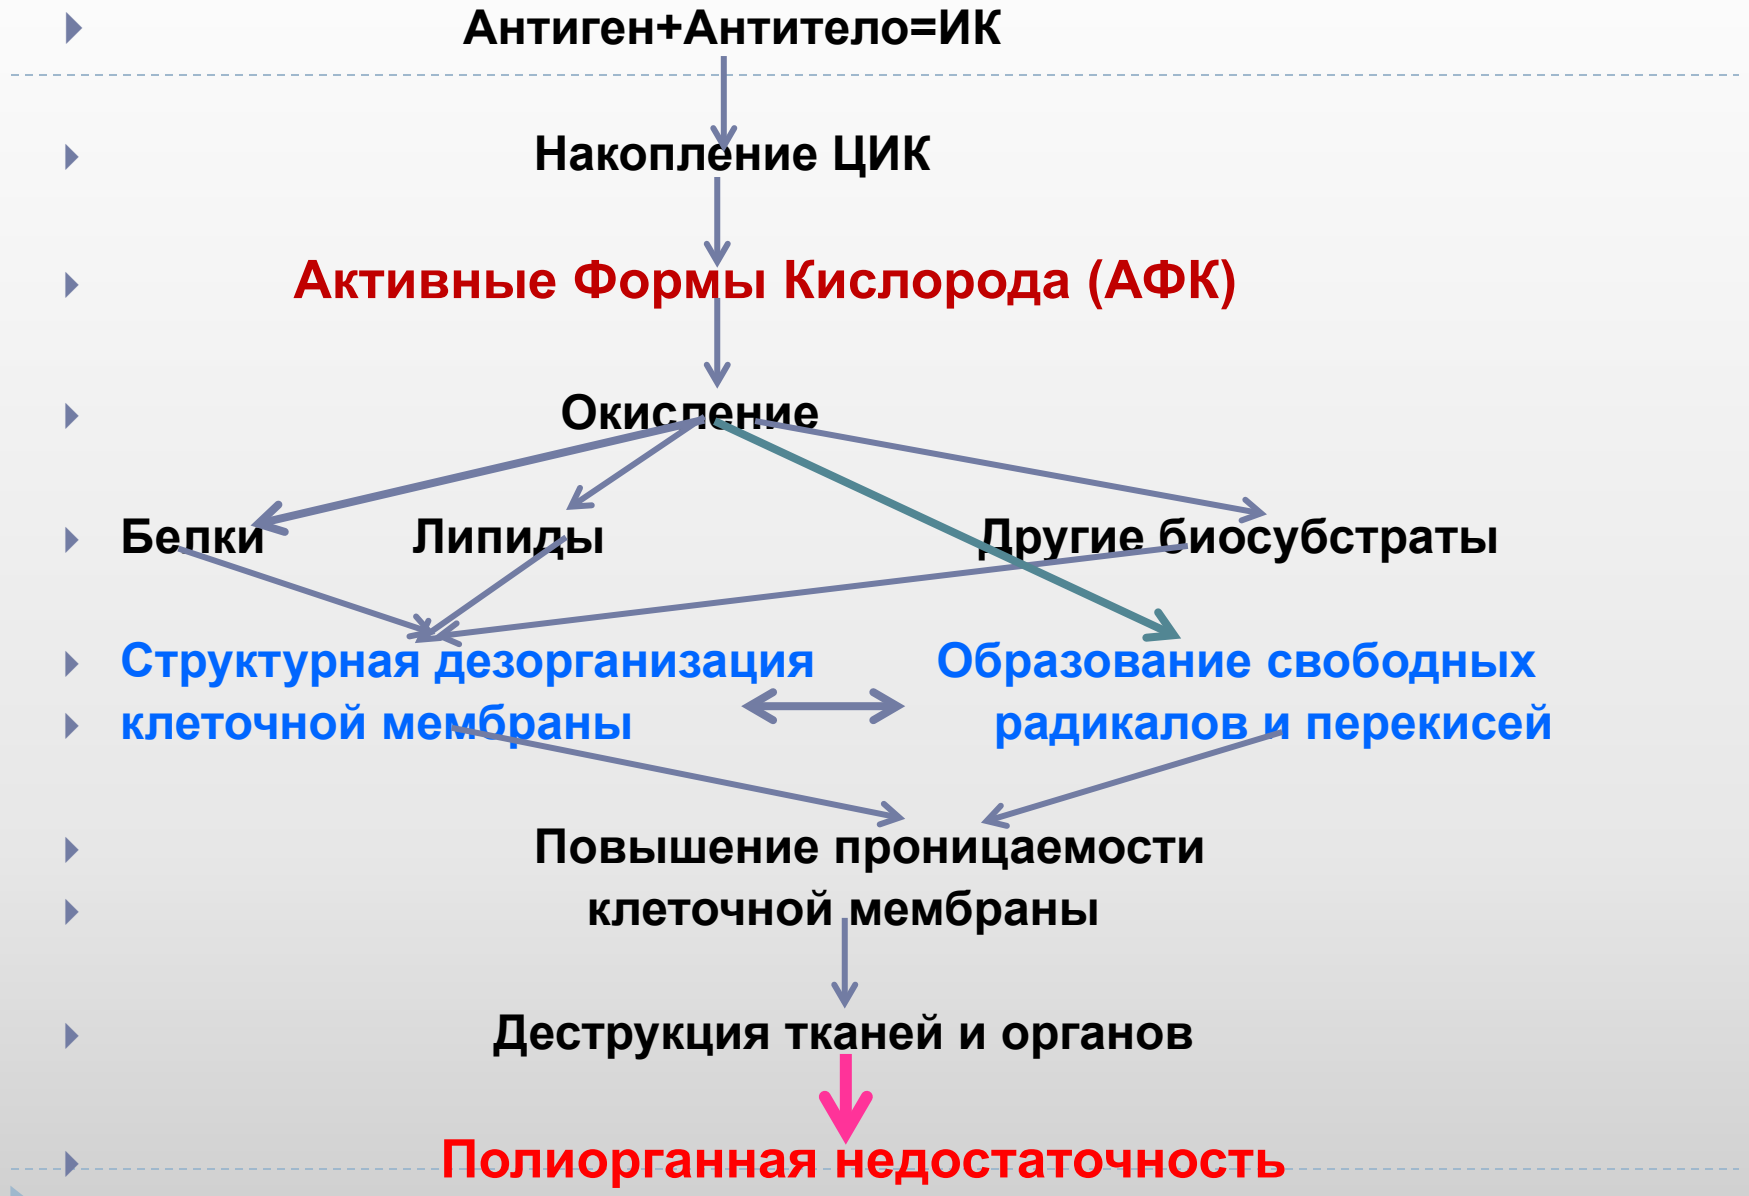 Антиген+Антитело=ИК
Накопление ЦИК
Активные Формы Кислорода (АФК)
Окисление
Белки Липиды Другие биосубстраты
Структурная дезорганизация Образование свободных
клеточной мембраны радикалов и перекисей
Повышение проницаемости
клеточной мембраны
Деструкция тканей и органов
Полиорганная недостаточность